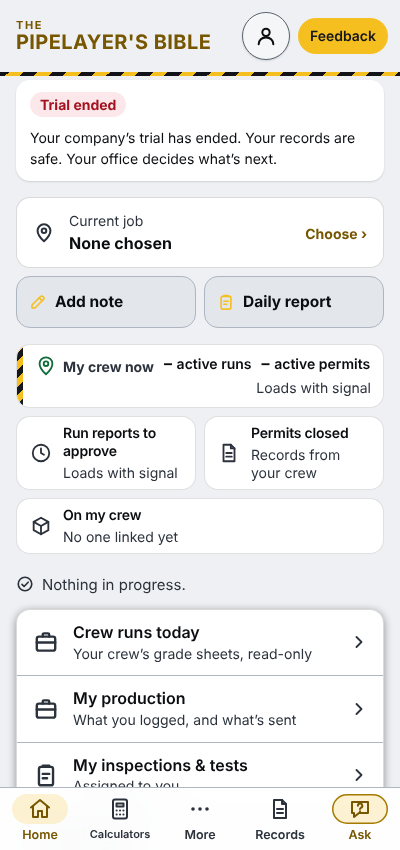 THE
PIPELAYER'S BIBLE
Feedback
Trial ended
Your company's trial has ended. Your records are
safe. Your office decides what's next.
Current job
None chosen
Choose ›
Add note
Daily report
My crew now – active runs – active permits
Loads with signal
Run reports to
approve
Loads with signal
Permits closed
Records from
your crew
On my crew
No one linked yet
Nothing in progress.
Crew runs today
Your crew's grade sheets, read-only
My production
What you logged, and what's sent
My inspections & tests
Assigned to you
Home
Calculators
More
Records
Ask